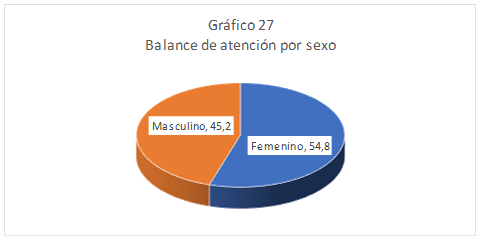 Gráfico 27
Balance de atención por sexo
Masculino, 45,2
Femenino, 54,8